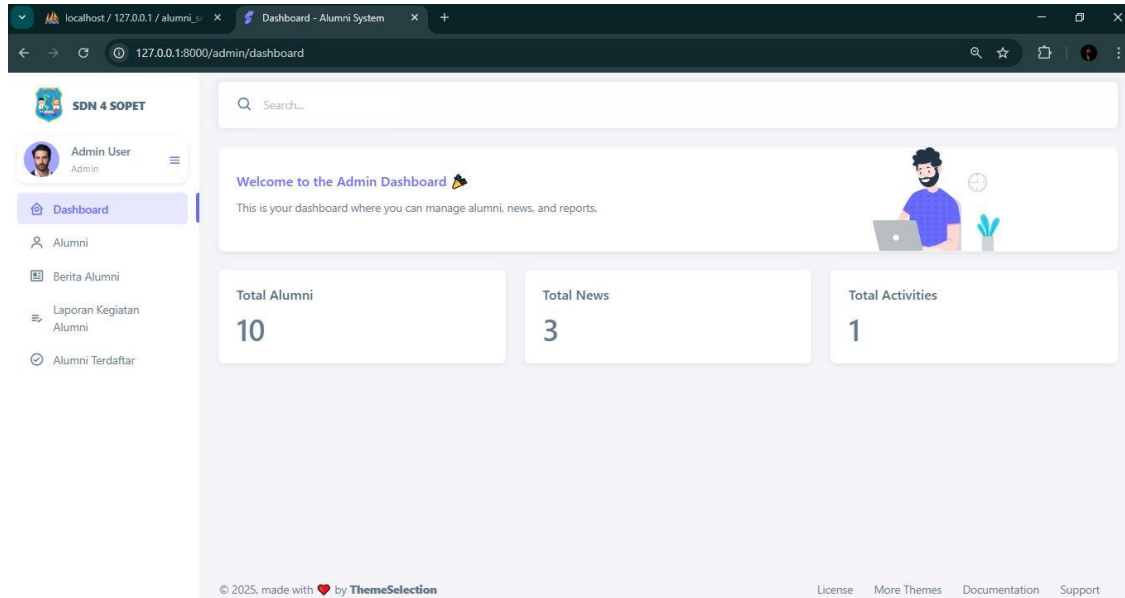 localhost / 127.0.0.1 / alumni_s
Dashboard - Alumni System
127.0.0.1:8000/admin/dashboard
SDN 4 SOPET
Search...
Admin User
Admin
Welcome to the Admin Dashboard
This is your dashboard where you can manage alumni, news, and reports.
Dashboard
Alumni
Berita Alumni
Laporan Kegiatan
Alumni
Alumni Terdaftar
Total Alumni
10
Total News
3
Total Activities
1
© 2025, made with ❤ by ThemeSelection
License More Themes Documentation Support